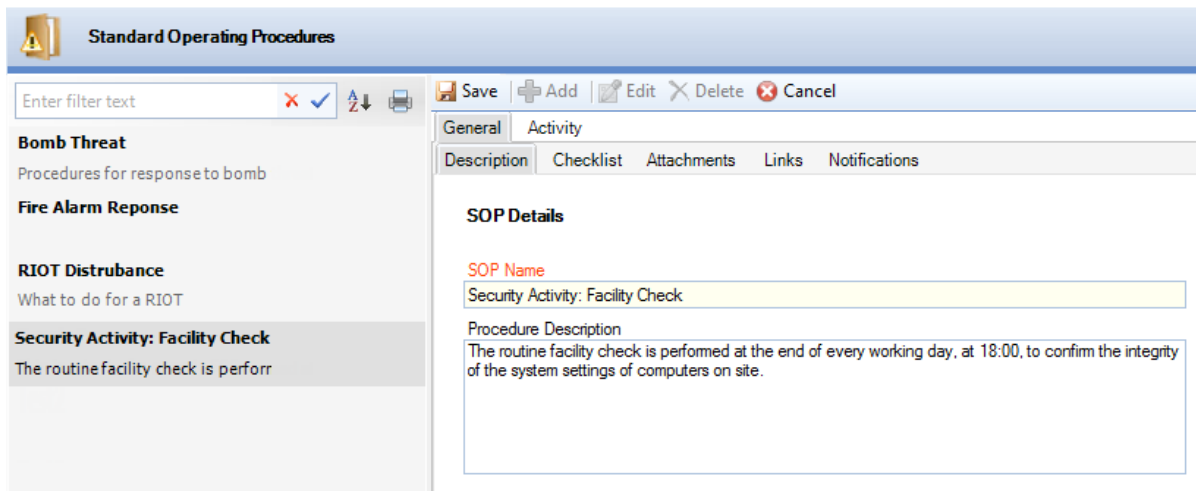 Standard Operating Procedures
Enter filter text
Bomb Threat
Procedures for response to bomb
Fire Alarm Reponse
RIOT Distrubance
What to do for a RIOT
Security Activity: Facility Check
The routine facility check is perforr
Save Add Edit Delete Cancel
General Activity
Description Checklist Attachments Links Notifications
SOP Details
SOP Name
Security Activity: Facility Check
Procedure Description
The routine facility check is performed at the end of every working day, at 18:00, to confirm the integrity
of the system settings of computers on site.